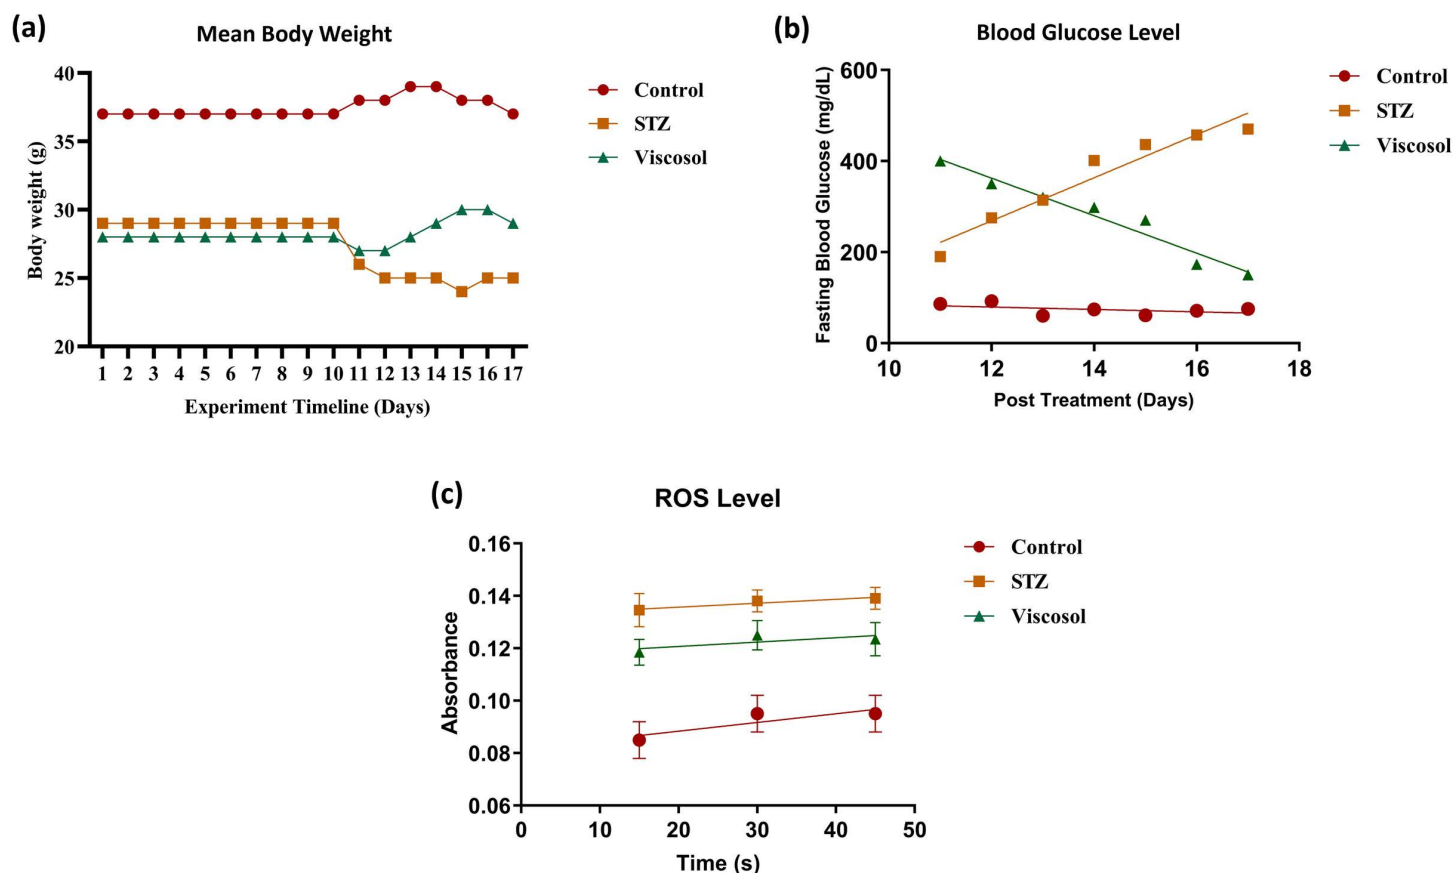 (a)
Mean Body Weight
40
35
30
25
20
Body weight (g)
1 2 3 4 5 6 7 8 9 10 11 12 13 14 15 16 17
Experiment Timeline (Days)
Control
STZ
Viscosol
(b)
Blood Glucose Level
600
400
200
0
Fasting Blood Glucose (mg/dL)
10 12 14 16 18
Post Treatment (Days)
Control
STZ
Viscosol
(c)
ROS Level
0.16
0.14
0.12
0.10
0.08
0.06
Absorbance
0 10 20 30 40 50
Time (s)
Control
STZ
Viscosol